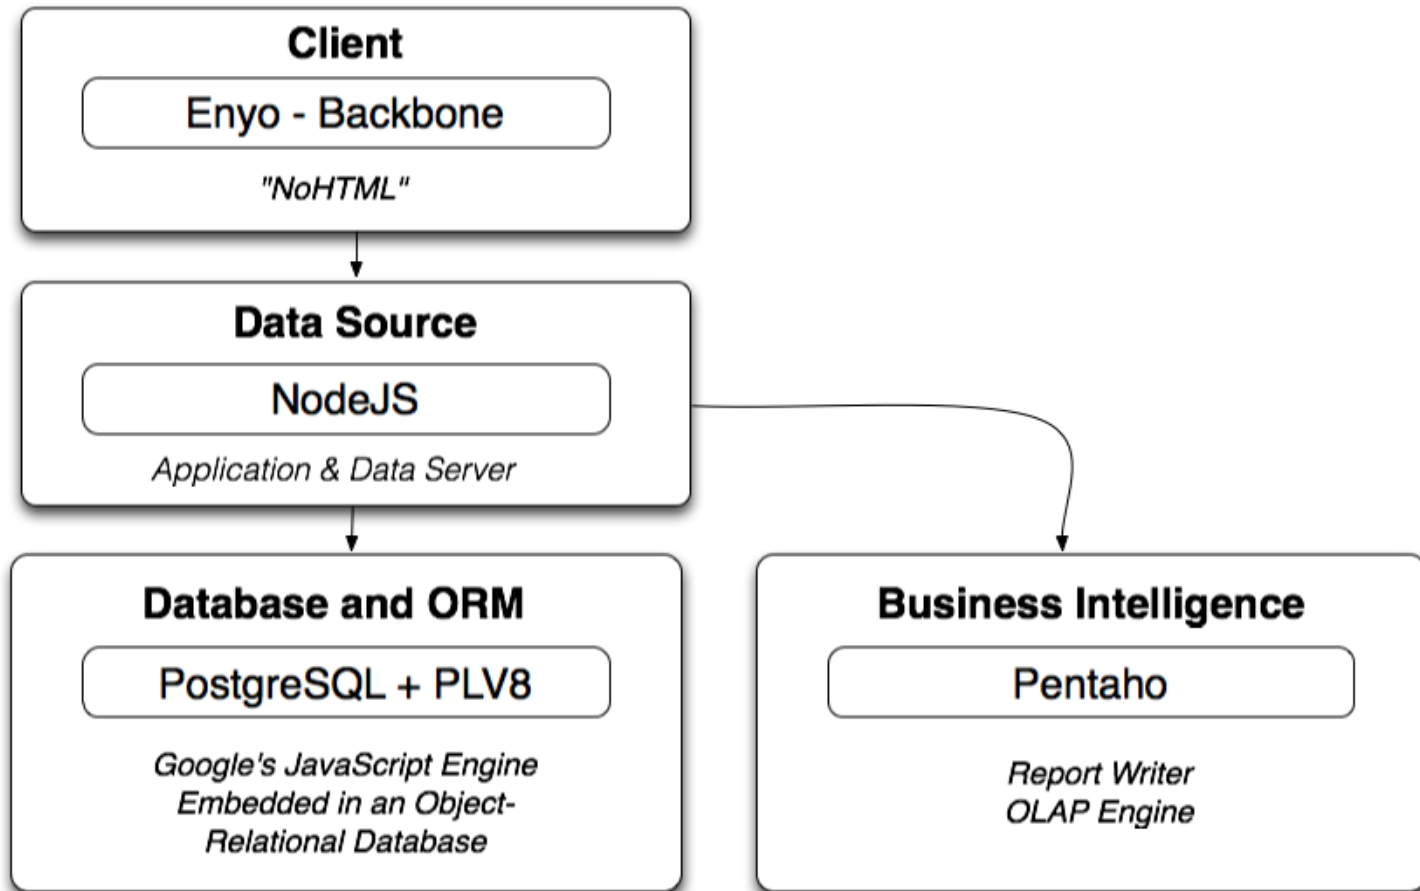 Client
Enyo - Backbone
"NoHTML"
Data Source
NodeJS
Application & Data Server
Database and ORM
PostgreSQL + PLV8
Google's JavaScript Engine
Embedded in an Object-
Relational Database
Business Intelligence
Pentaho
Report Writer
OLAP Engine